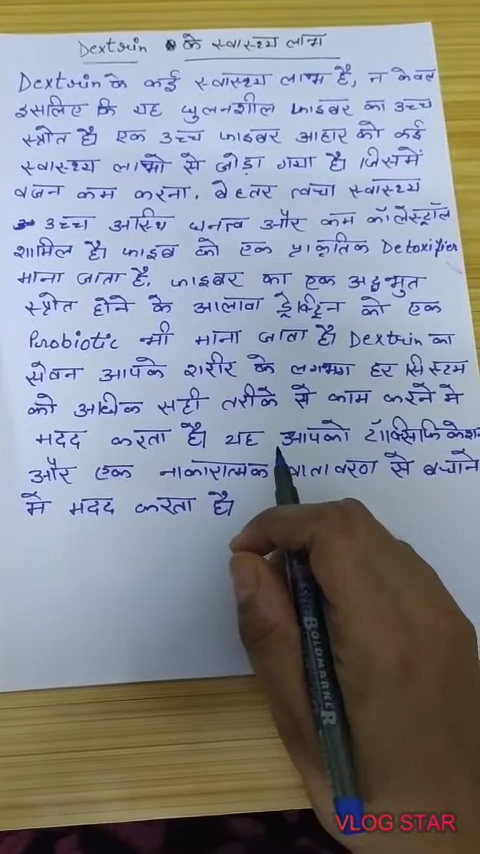 Dextrin के स्वास्थ्य लाभ
Dextrin के कई स्वास्थ्य लाभ है, न केवल
इसलिए कि यह घुलनशील फाइबर का उच्च
स्त्रोत है। एक उच्च फाइबर आहार को कई
स्वास्थ्य लाभो से जोड़ा गया है। जिसमें
वजन कम करना, बेहतर त्वचा स्वास्थ्य
उच्च अस्थि घनत्व और कम कॉलेस्ट्रॉल
शामिल है। फाइब को एक प्राकृतिक Detoxifier
माना जाता है, फाइबर का एक अद्भुत
स्त्रोत होने के आलावा ड्रेक्ट्रिन को एक
Probiotic भी माना जाता है। Dextrin का
सेवन आपके शरीर के लगभग हर सिस्टम
को अधिक सही तरीके से काम करने मे
मदद करता है। यह आपको टॉक्सिफिकेशन
और एक नाकारात्मक वातावरण से बचाने
मे मदद करता है।
BOLDMARKER
VLOG STAR